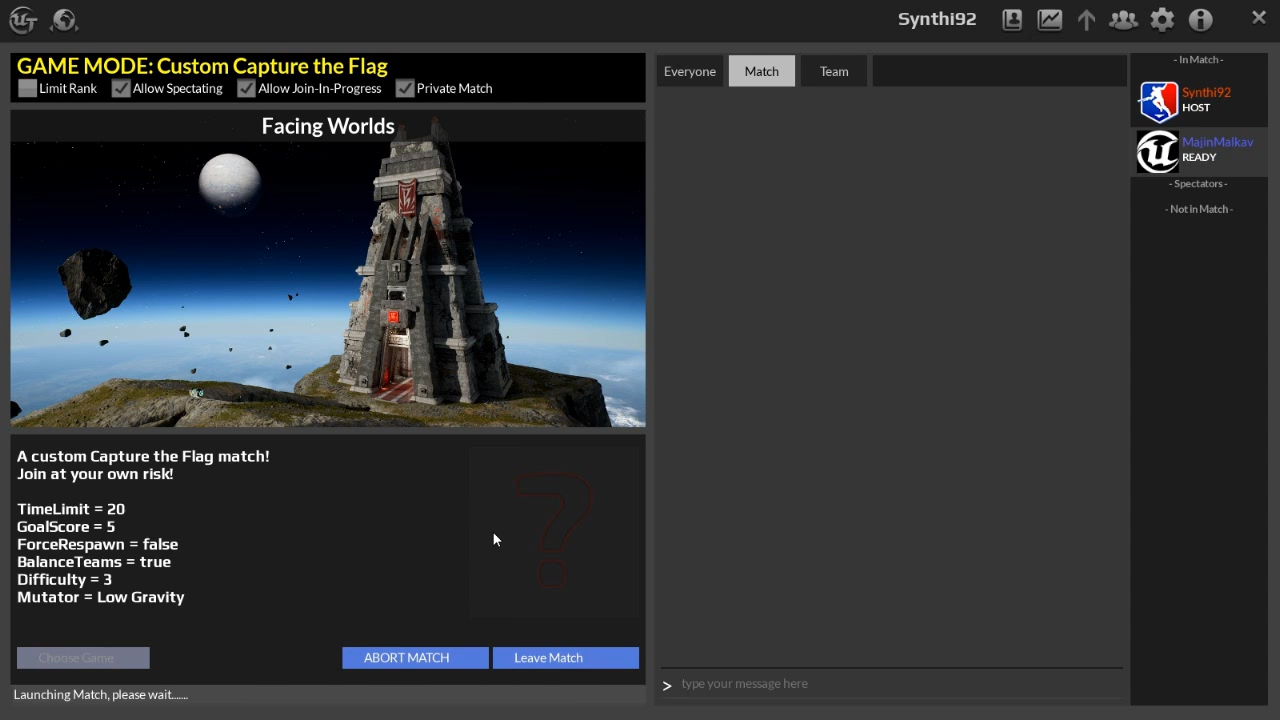 Synthi92
GAME MODE: Custom Capture the Flag
Limit Rank Allow Spectating Allow Join-In-Progress Private Match
Facing Worlds
A custom Capture the Flag match!
Join at your own risk!
TimeLimit = 20
GoalScore = 5
ForceRespawn = false
BalanceTeams = true
Difficulty = 3
Mutator = Low Gravity
Choose Game
ABORT MATCH
Leave Match
Launching Match, please wait......
Everyone
Match
Team
> type your message here
- In Match -
Synthi92
HOST
MajinMalkav
READY
- Spectators -
- Not in Match -